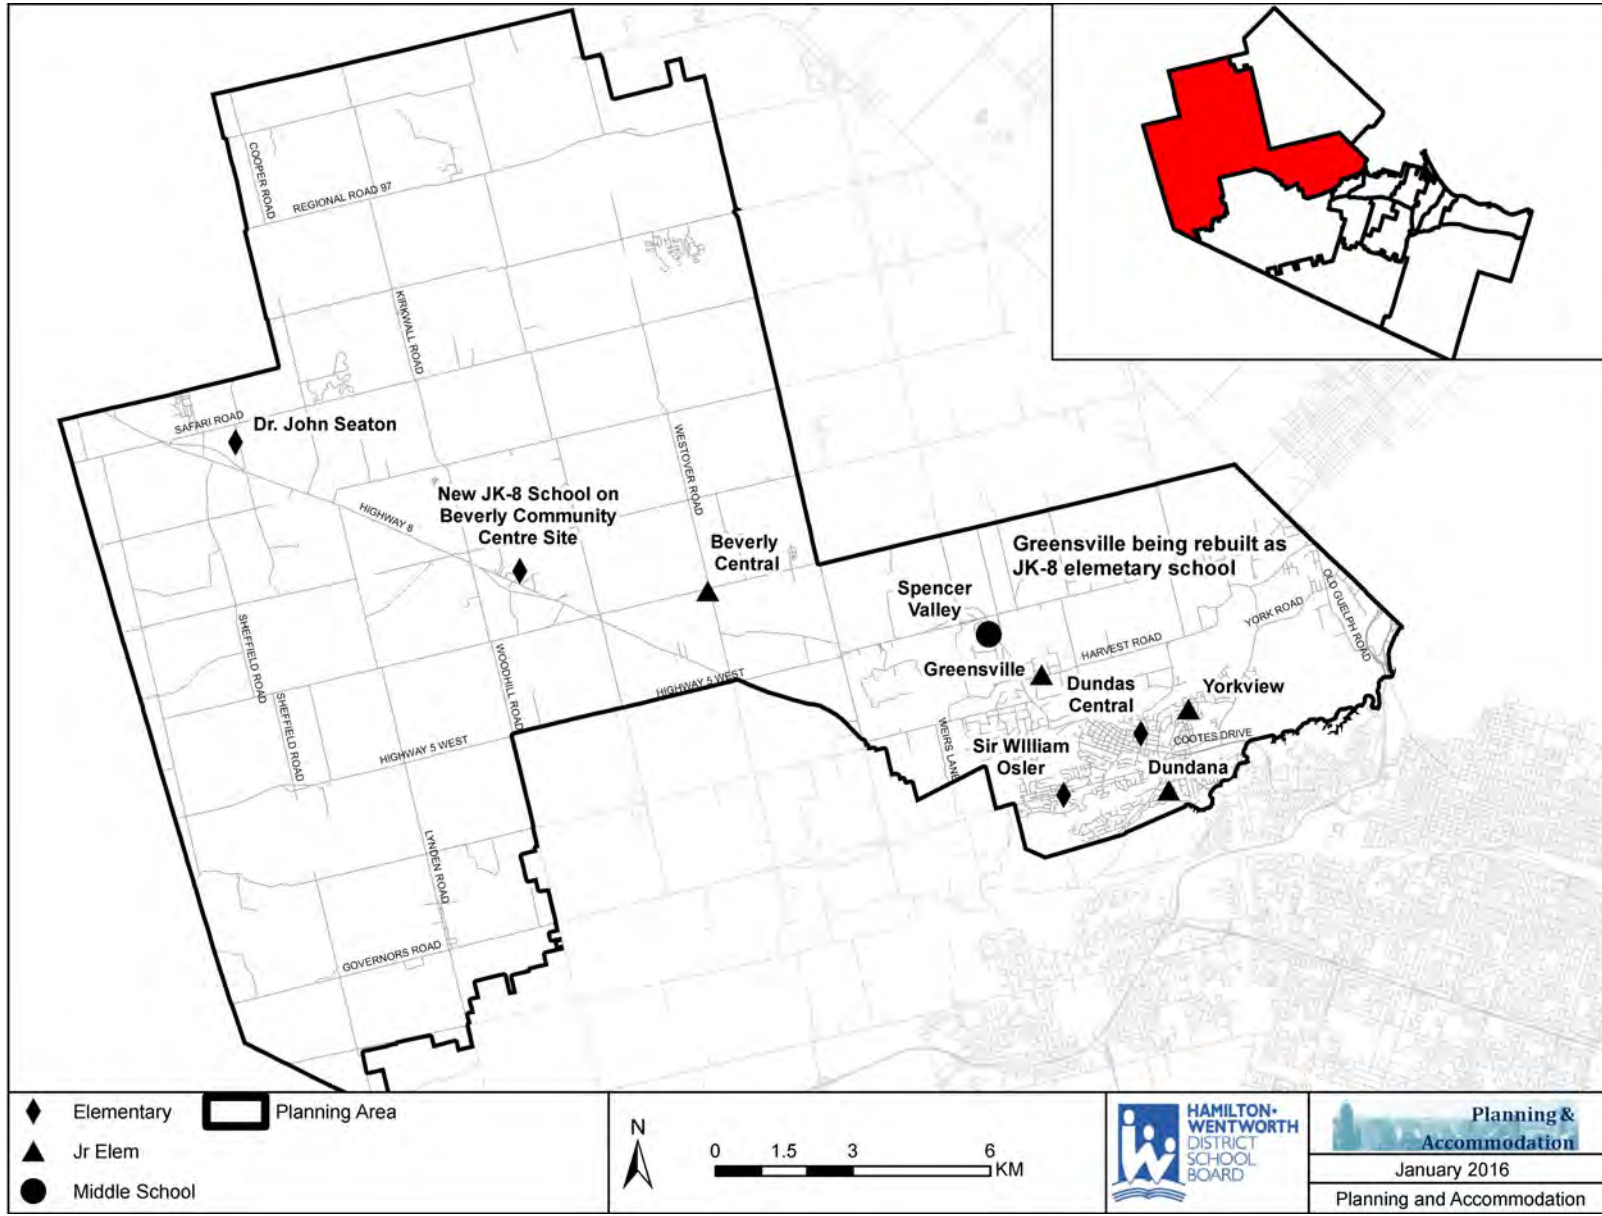 COOPER ROAD
REGIONAL ROAD 97
KIRKWALL ROAD
SAFARI ROAD
Dr. John Seaton
WESTOVER ROAD
HIGHWAY 8
New JK-8 School on
Beverly Community
Centre Site
Beverly
Central
Greensville being rebuilt as
JK-8 elemetary school
Spencer
Valley
OLD GUELPH ROAD
YORK ROAD
HARVEST ROAD
Greensville
SHEFFIELD ROAD
WOODHILL ROAD
HIGHWAY 5 WEST
Dundas
Central
Yorkview
SHEFFIELD ROAD
HIGHWAY 5 WEST
WEIRS LANE
COOTES DRIVE
Sir WIlliam
Osler
Dundana
LYNDEN ROAD
GOVERNORS ROAD
Elementary
Planning Area
Jr Elem
Middle School
N
0 1.5 3 6
KM
HAMILTON-
WENTWORTH
DISTRICT
SCHOOL
BOARD
Planning &
Accommodation
January 2016
Planning and Accommodation